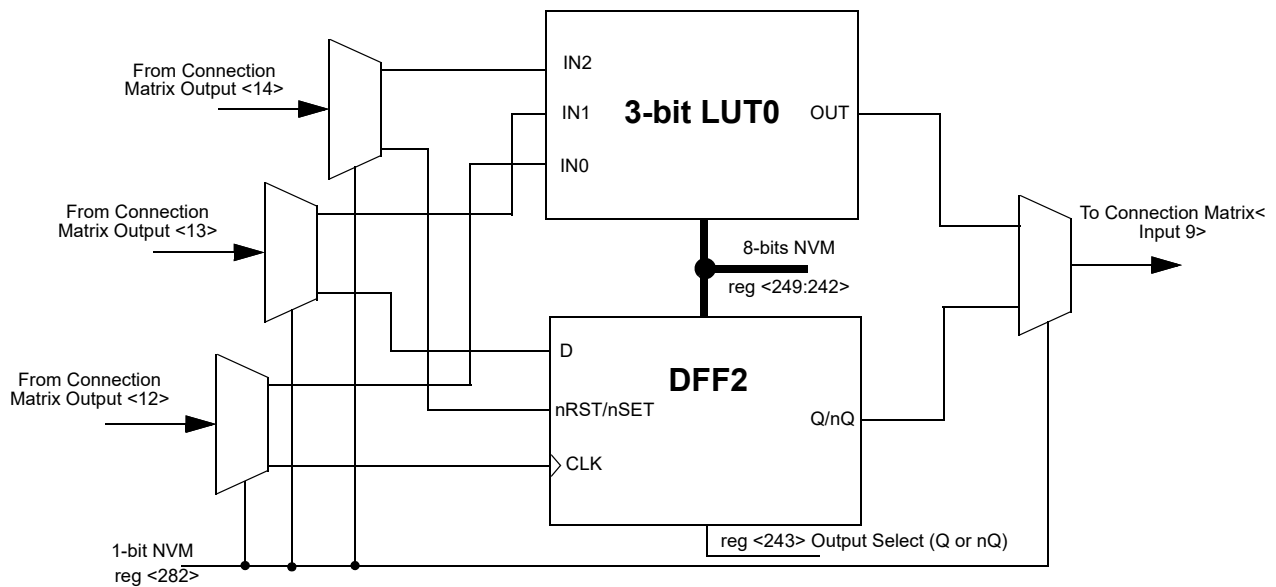 From Connection
Matrix Output <14>
IN2
IN1
IN0
3-bit LUT0
OUT
From Connection
Matrix Output <13>
To Connection Matrix<
Input 9>
8-bits NVM
reg <249:242>
From Connection
Matrix Output <12>
D
nRST/nSET
CLK
DFF2
Q/nQ
reg <243> Output Select (Q or nQ)
1-bit NVM
reg <282>